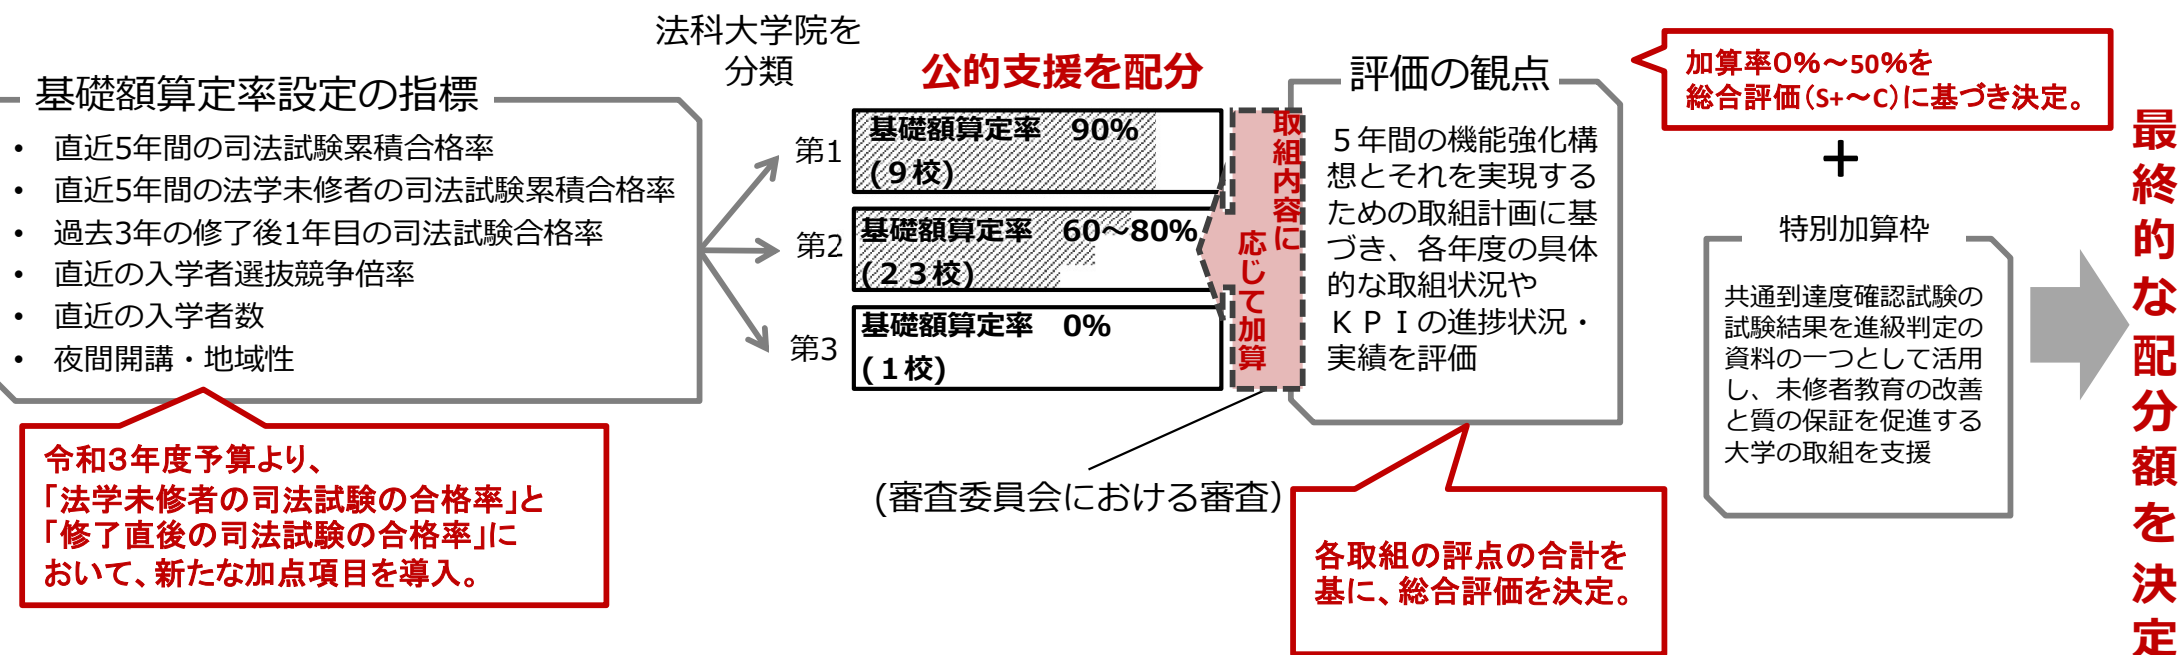 基礎額算定率設定の指標
• 直近5年間の司法試験累積合格率
• 直近5年間の法学未修者の司法試験累積合格率
• 過去3年の修了後1年目の司法試験合格率
• 直近の入学者選抜競争倍率
• 直近の入学者数
• 夜間開講・地域性
令和3年度予算より、
「法学未修者の司法試験の合格率」と
「修了直後の司法試験の合格率」に
おいて、新たな加点項目を導入。
法科大学院を
分類
公的支援を配分
第1
基礎額算定率 90%
(９校)
第2
基礎額算定率 60～80%
(２３校)
第3
基礎額算定率 0%
(１校)
取組内容に
応じて加算
(審査委員会における審査)
評価の観点
５年間の機能強化構
想とそれを実現する
ための取組計画に基
づき、各年度の具体
的な取組状況や
ＫＰＩの進捗状況・
実績を評価
各取組の評点の合計を
基に、総合評価を決定。
加算率0%～50%を
総合評価(S+～C)に基づき決定。
+
特別加算枠
共通到達度確認試験の
試験結果を進級判定の
資料の一つとして活用
し、未修者教育の改善
と質の保証を促進する
大学の取組を支援
最終的な配分額を決定